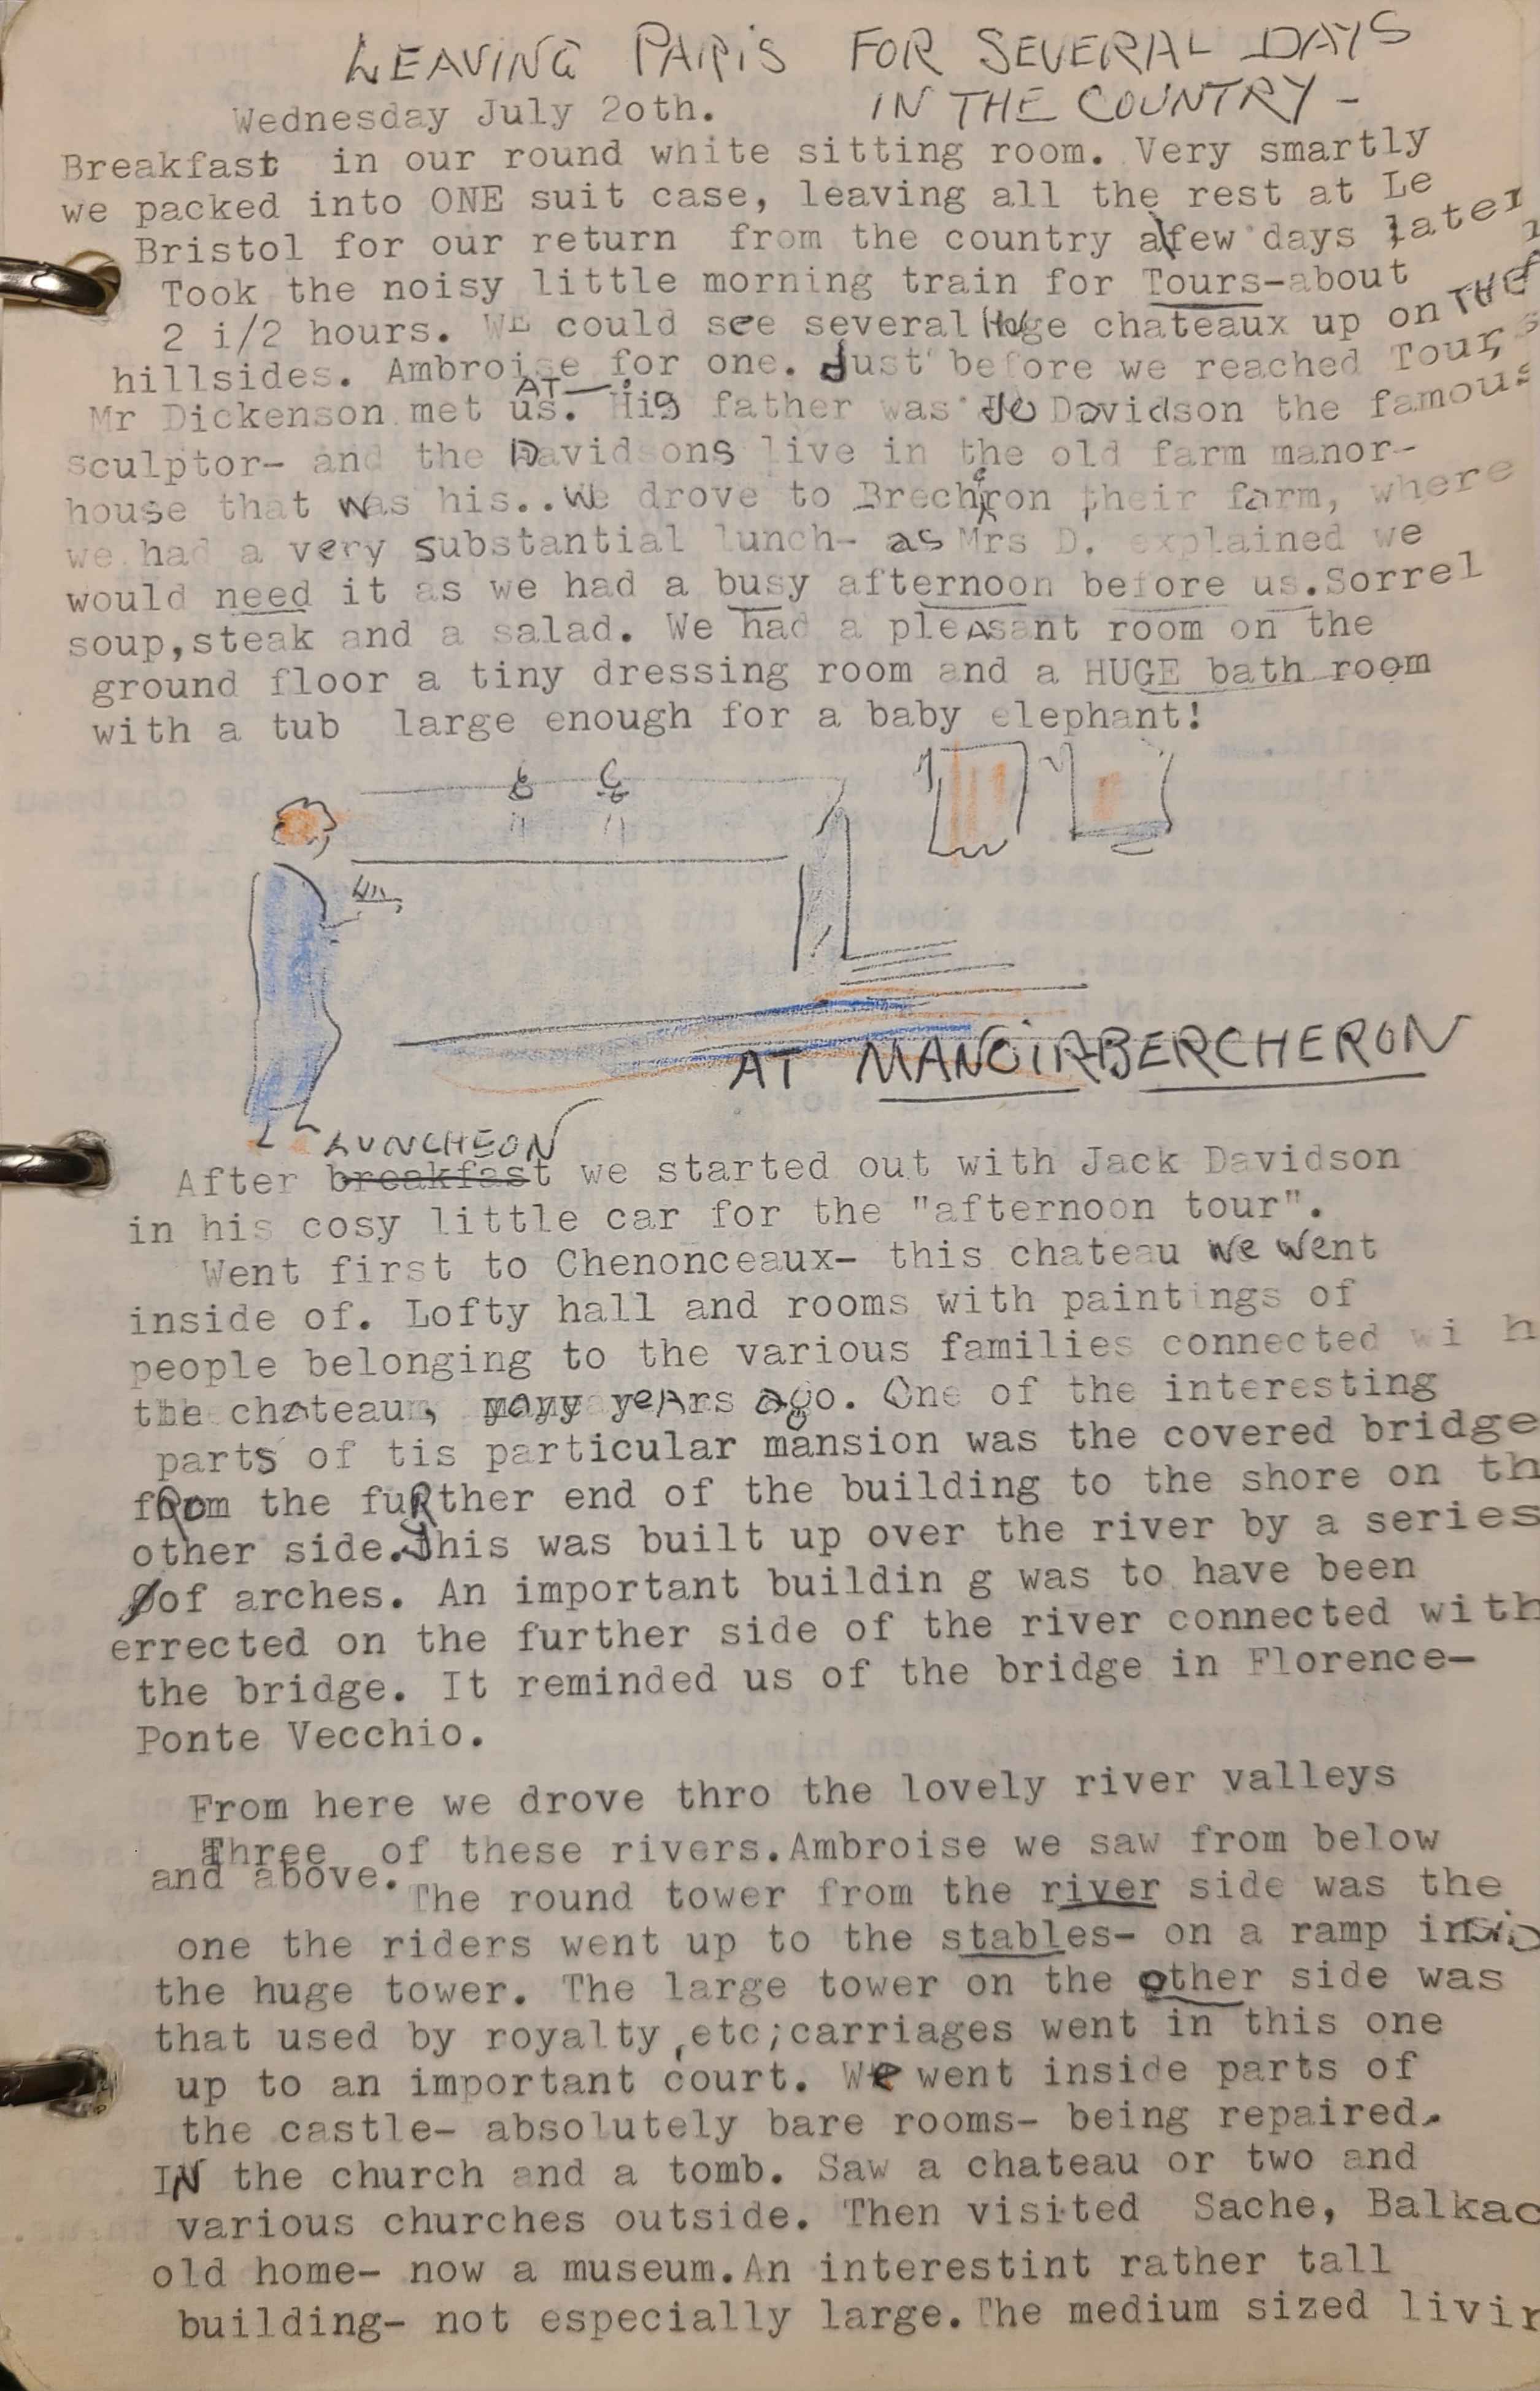 LEAVING PARIS FOR SEVERAL DAYS
IN THE COUNTRY -
Wednesday July 2oth.
Breakfast in our round white sitting room. Very smartly
we packed into ONE suit case, leaving all the rest at Le
Bristol for our return from the country a few days later
Took the noisy little morning train for Tours-about
2 i/2 hours. WE could see several Huge chateaux up on THE
hillsides. Ambroise for one. Just before we reached Tours
AT
Mr Dickenson met us. His father was Jo Davidson the famous
sculptor- and the Davidsons live in the old farm manor-
house that was his..We drove to Brecheron their farm, where
we had a very substantial lunch- as Mrs D. explained we
would need it as we had a busy afternoon before us.Sorrel
soup,steak and a salad. We had a pleasant room on the
ground floor a tiny dressing room and a HUGE bath room
with a tub large enough for a baby elephant!
AT MANOIR BERCHERON
LUNCHEON
After breakfast we started out with Jack Davidson
in his cosy little car for the "afternoon tour".
Went first to Chenonceaux- this chateau we went
inside of. Lofty hall and rooms with paintings of
people belonging to the various families connected wi h
the chateau, many years ago. One of the interesting
parts of tis particular mansion was the covered bridge
from the further end of the building to the shore on th
other side.This was built up over the river by a series
of arches. An important buildin g was to have been
errected on the further side of the river connected with
the bridge. It reminded us of the bridge in Florence-
Ponte Vecchio.
From here we drove thro the lovely river valleys
Three of these rivers.Ambroise we saw from below
and above. The round tower from the river side was the
one the riders went up to the stables- on a ramp insid
the huge tower. The large tower on the other side was
that used by royalty,etc;carriages went in this one
up to an important court. We went inside parts of
the castle- absolutely bare rooms- being repaired.
IN the church and a tomb. Saw a chateau or two and
various churches outside. Then visited Sache, Balkac
old home- now a museum.An interestint rather tall
building- not especially large.The medium sized livin